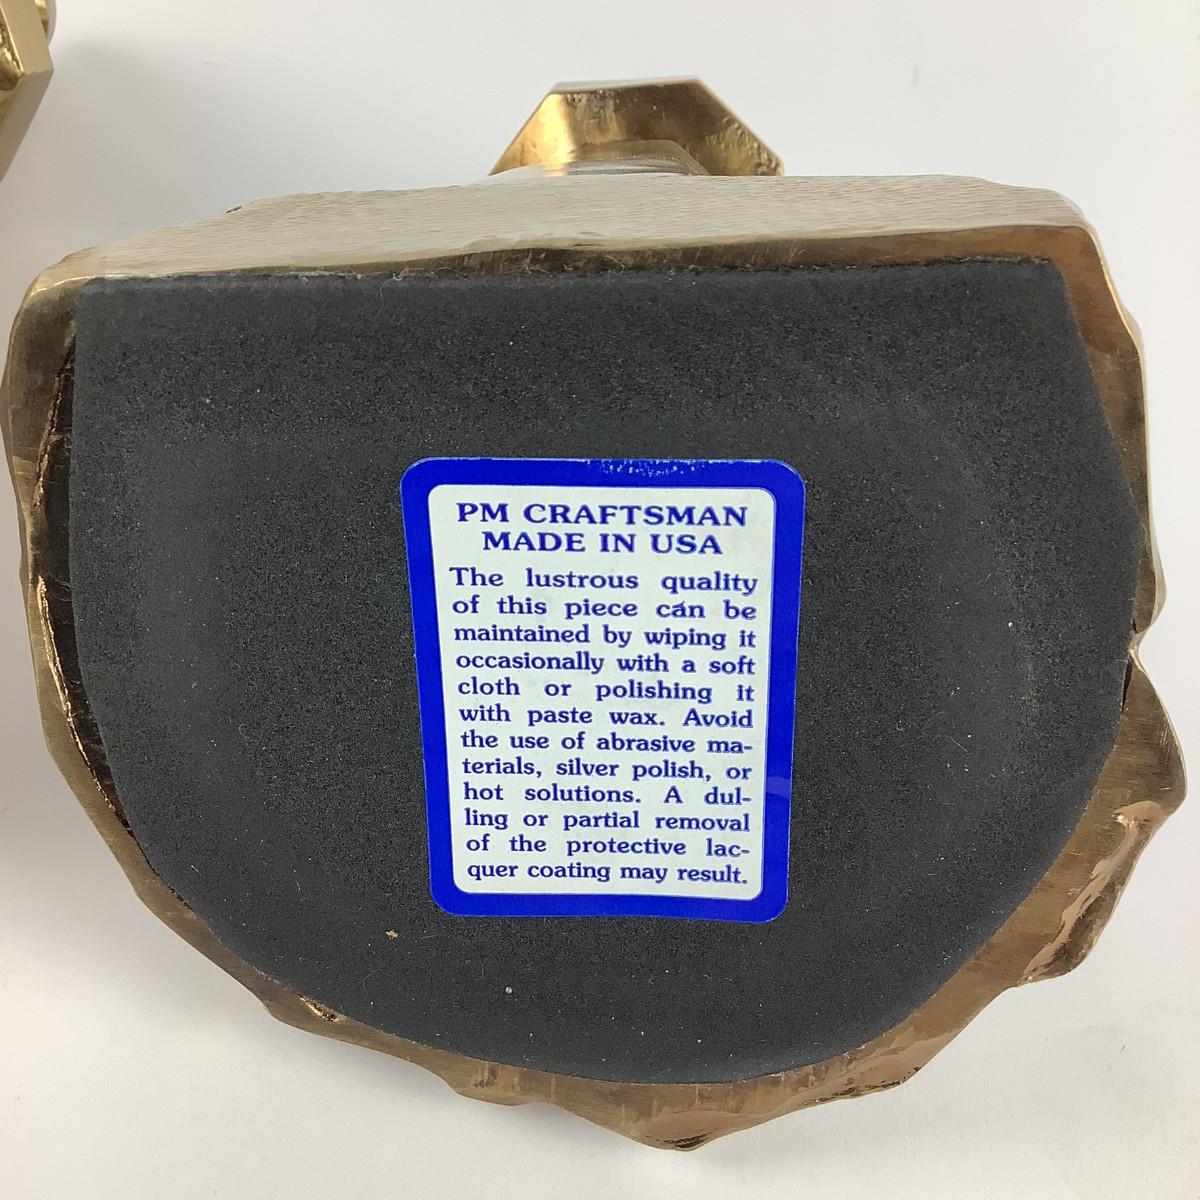 PM CRAFTSMAN
MADE IN USA
The lustrous quality
of this piece can be
maintained by wiping it
occasionally with a soft
cloth or polishing it
with paste wax. Avoid
the use of abrasive ma-
terials, silver polish, or
hot solutions. A dul-
ling or partial removal
of the protective lac-
quer coating may result.